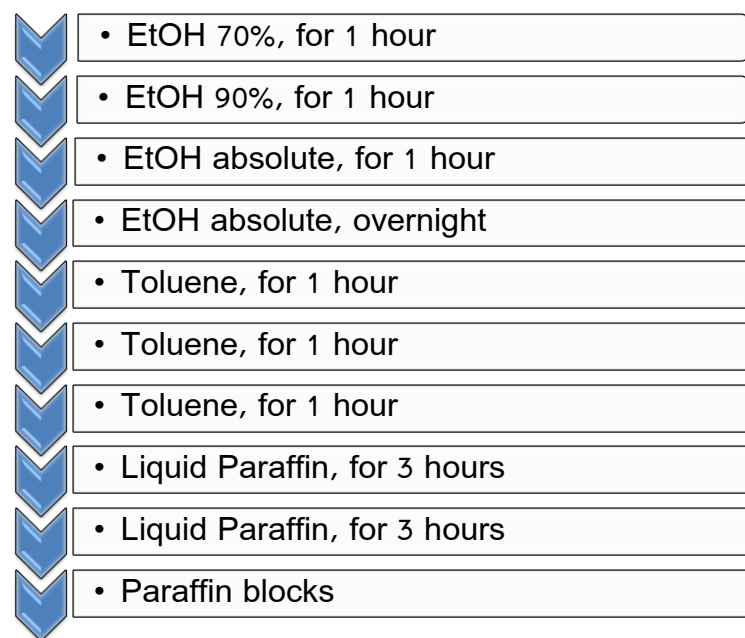 • EtOH 70%, for 1 hour
• EtOH 90%, for 1 hour
• EtOH absolute, for 1 hour
• EtOH absolute, overnight
• Toluene, for 1 hour
• Toluene, for 1 hour
• Toluene, for 1 hour
• Liquid Paraffin, for 3 hours
• Liquid Paraffin, for 3 hours
• Paraffin blocks